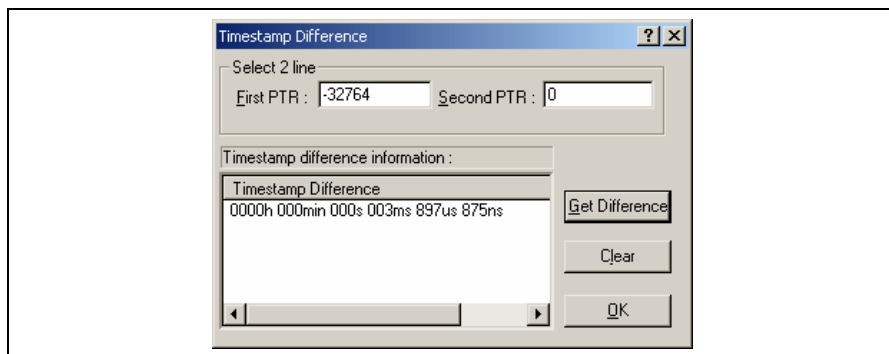 Timestamp Difference
Select 2 line
First PTR : -32764 Second PTR : 0
Timestamp difference information :
Timestamp Difference
0000h 000min 000s 003ms 897us 875ns
Get Difference
Clear
OK